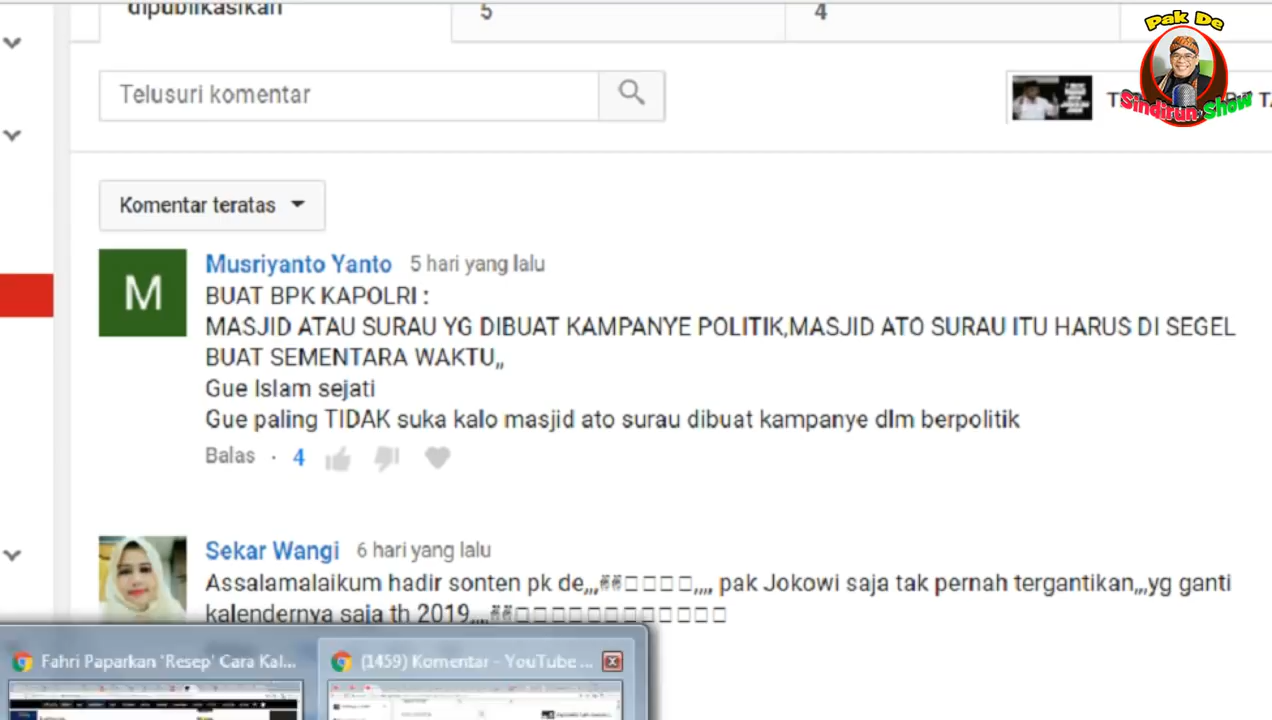 dipublikasikan
5
4
Pak De
Sindirun Show
Telusuri komentar
Komentar teratas
M
Musriyanto Yanto 5 hari yang lalu
BUAT BPK KAPOLRI :
MASJID ATAU SURAU YG DIBUAT KAMPANYE POLITIK,MASJID ATO SURAU ITU HARUS DI SEGEL
BUAT SEMENTARA WAKTU,,
Gue Islam sejati
Gue paling TIDAK suka kalo masjid ato surau dibuat kampanye dlm berpolitik
Balas · 4
Sekar Wangi 6 hari yang lalu
Assalamalaikum hadir sonten pk de,,,,,,, pak Jokowi saja tak pernah tergantikan,,,yg ganti
kalendernya saja th 2019,,,,
Fahri Paparkan 'Resep' Cara Kal...
(1459) Komentar - YouTube ...